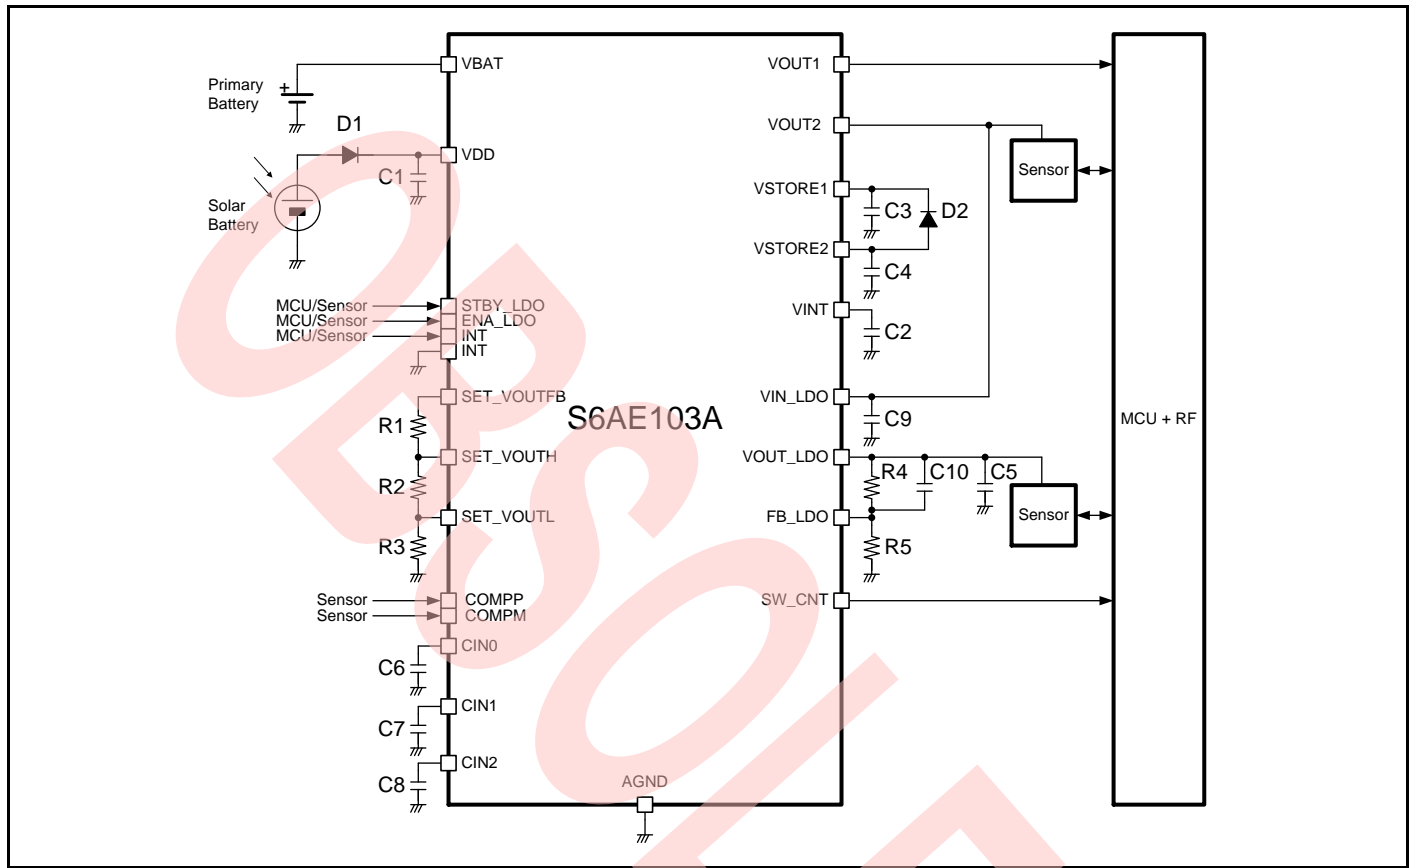 VBAT
VOUT1
Primary
Battery
+
VOUT2
D1
VDD
C1
Sensor
VSTORE1
Solar
Battery
C3
D2
VSTORE2
C4
MCU/Sensor
STBY_LDO
MCU/Sensor
ENA_LDO
MCU/Sensor
INT
INT
VINT
C2
SET_VOUTFB
VIN_LDO
S6AE103A
C9
MCU + RF
R1
SET_VOUTH
VOUT_LDO
R4
C10
C5
R2
SET_VOUTL
FB_LDO
Sensor
R3
R5
Sensor
COMPP
SW_CNT
Sensor
COMPM
CIN0
C6
CIN1
C7
CIN2
C8
AGND
OBSOLE